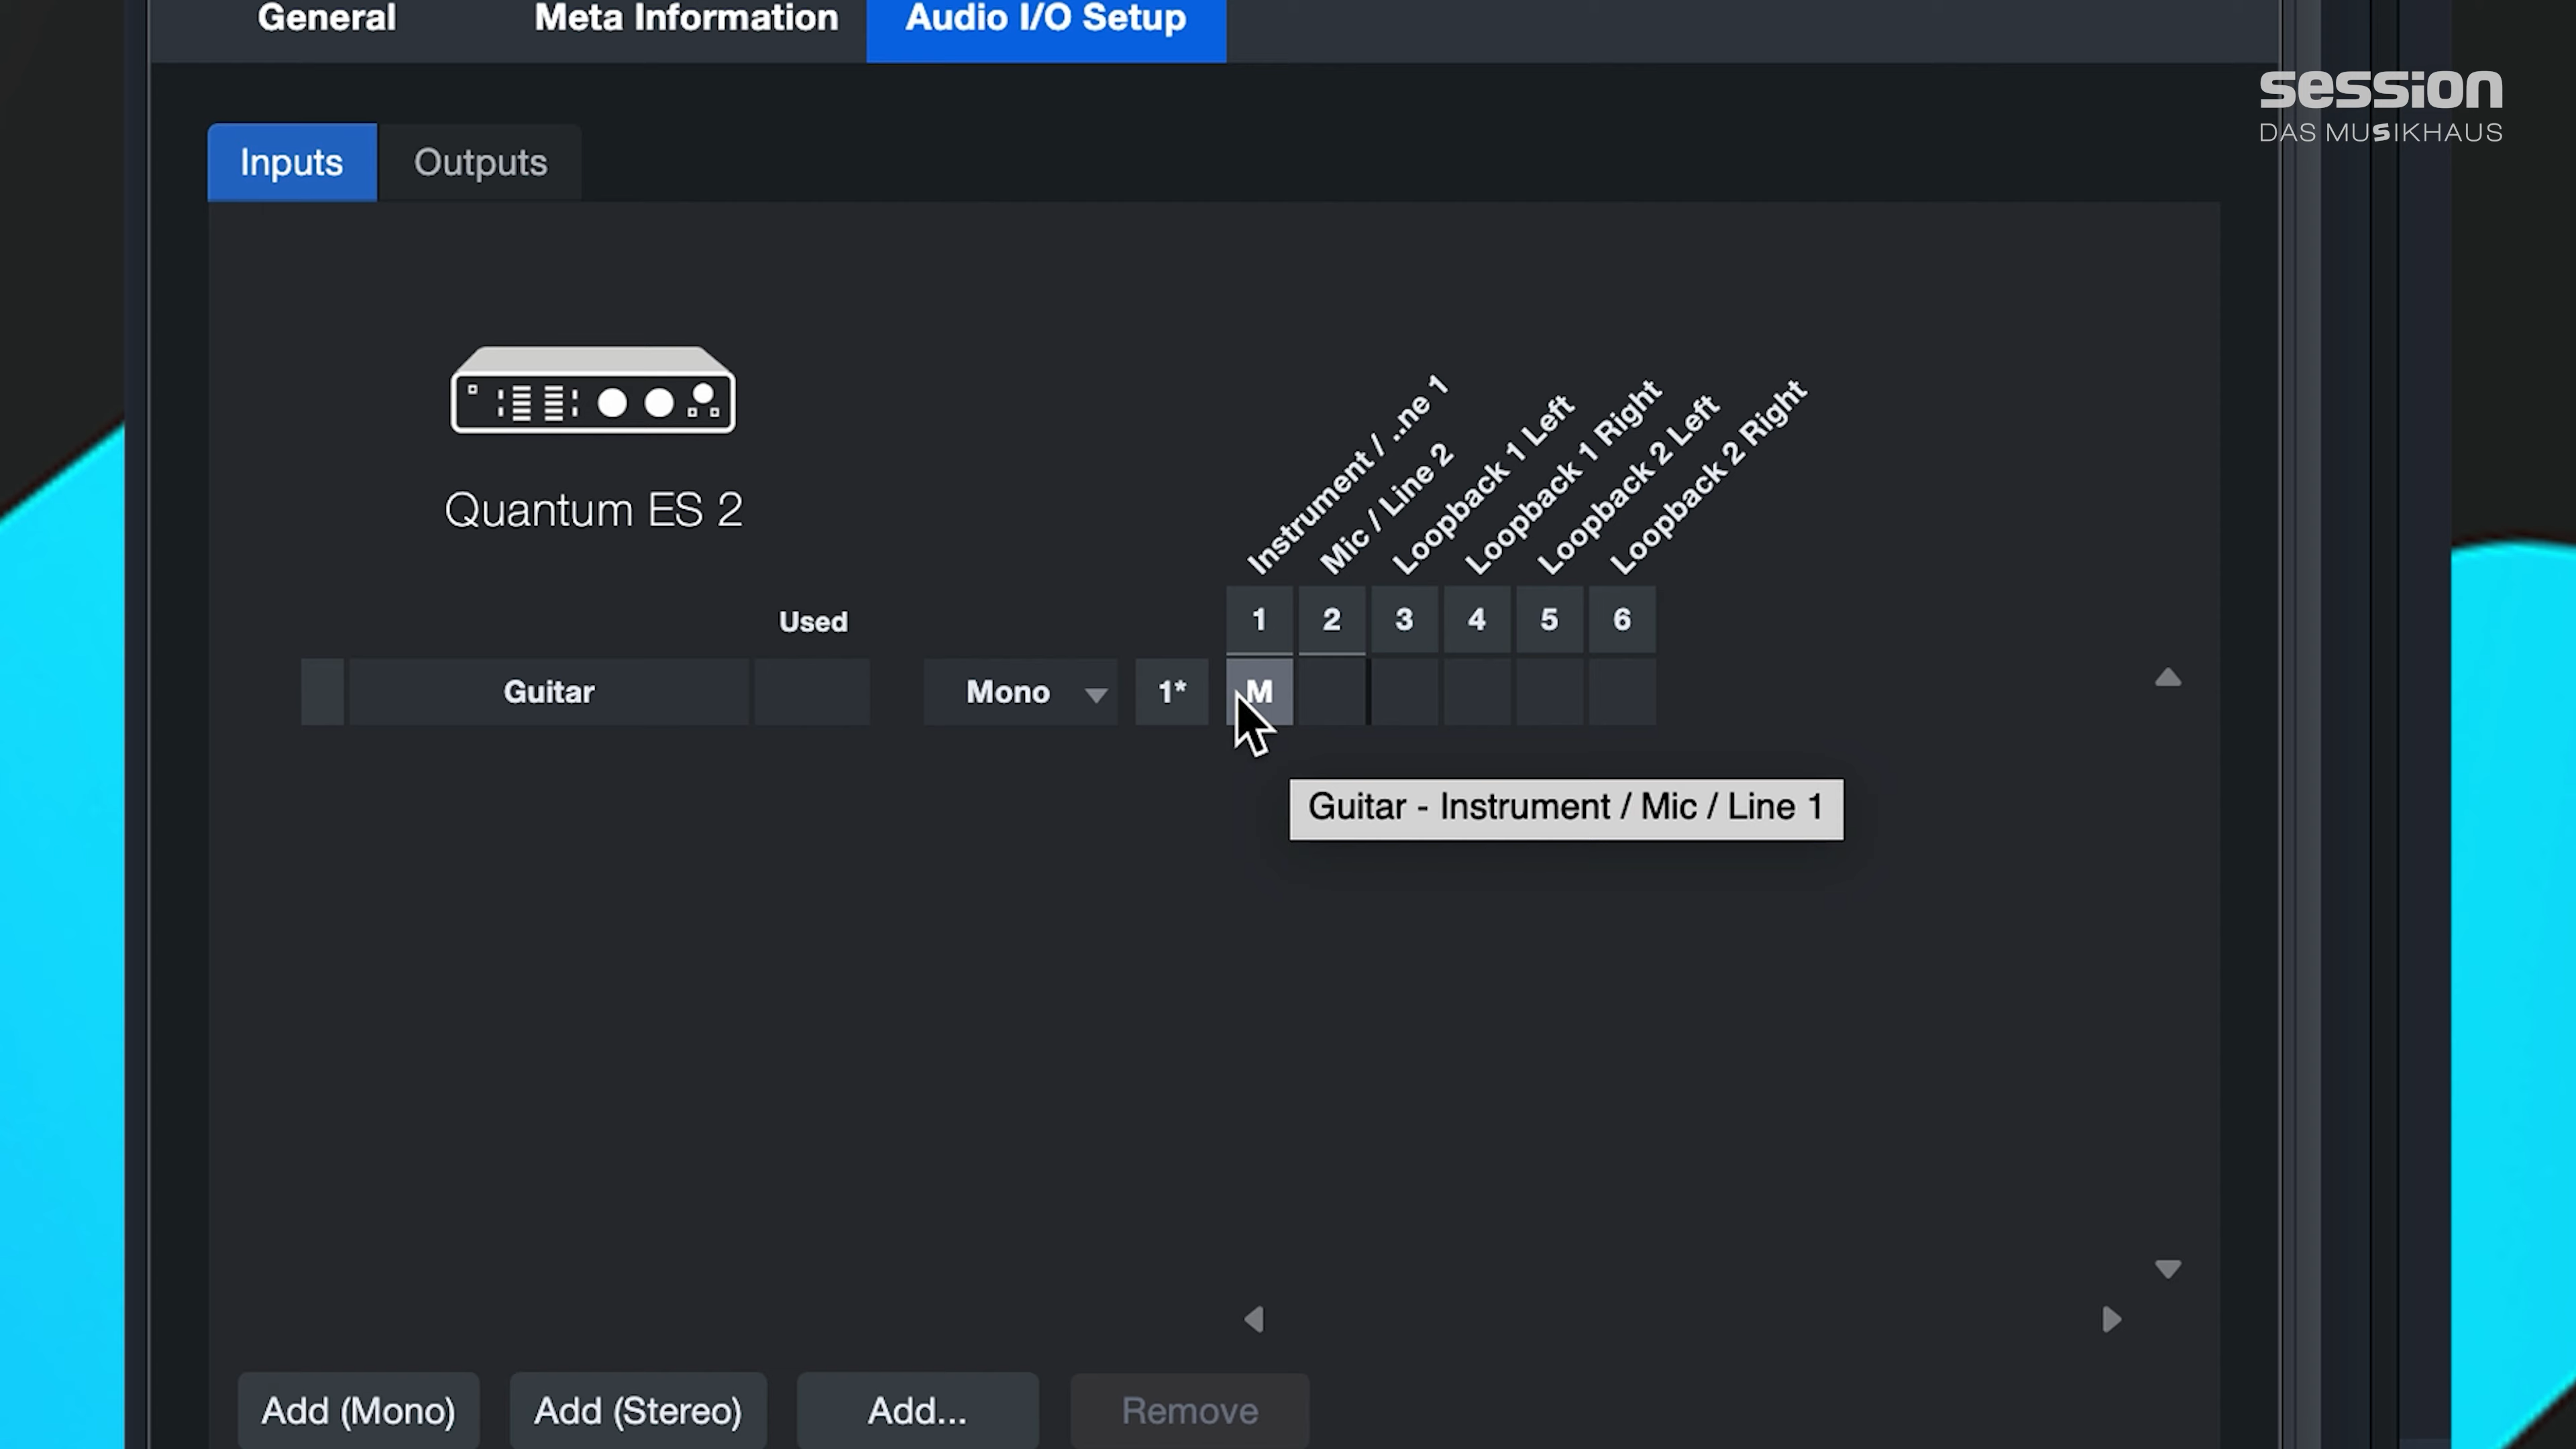 General Meta Information Audio I/O Setup
session
DAS MUSIKHAUS
Inputs Outputs
Quantum ES 2
Instrument / ..ne 1
Mic / Line 2
Loopback 1 Left
Loopback 1 Right
Loopback 2 Left
Loopback 2 Right
Used 1 2 3 4 5 6
Guitar Mono 1* M
Guitar - Instrument / Mic / Line 1
Add (Mono) Add (Stereo) Add... Remove